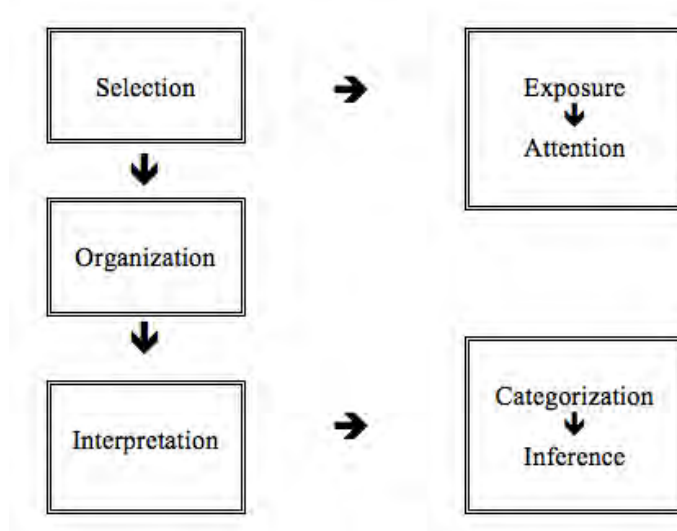 Selection
Exposure
Attention
Organization
Interpretation
Categorization
Inference